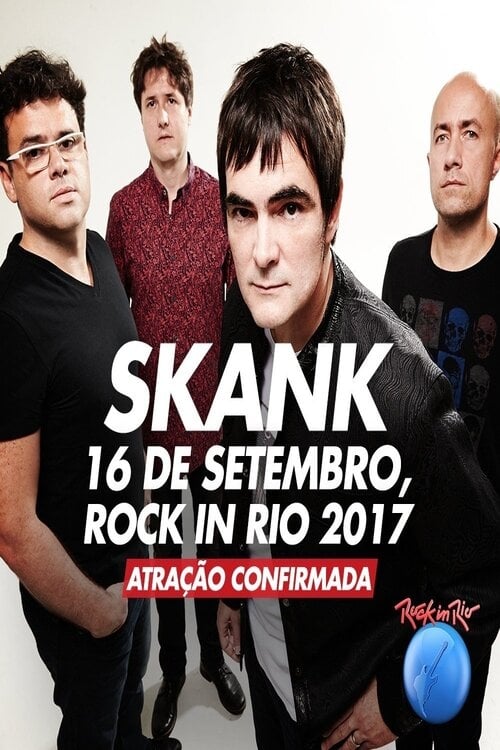 SKANK
16 DE SETEMBRO,
ROCK IN RIO 2017
ATRAÇÃO CONFIRMADA
Rock in Rio